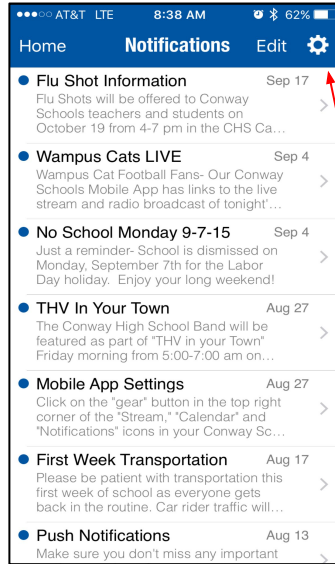 AT&T LTE 8:38 AM 62%
Home Notifications Edit
Flu Shot Information Sep 17
Flu Shots will be offered to Conway
Schools teachers and students on
October 19 from 4-7 pm in the CHS Ca...
Wampus Cats LIVE Sep 4
Wampus Cat Football Fans- Our Conway
Schools Mobile App has links to the live
stream and radio broadcast of tonight'...
No School Monday 9-7-15 Sep 4
Just a reminder- School is dismissed on
Monday, September 7th for the Labor
Day holiday. Enjoy your long weekend!
THV In Your Town Aug 27
The Conway High School Band will be
featured as part of "THV in your Town"
Friday morning from 5:00-7:00 am on...
Mobile App Settings Aug 27
Click on the "gear" button in the top right
corner of the "Stream," "Calendar" and
"Notifications" icons in your Conway Sc...
First Week Transportation Aug 17
Please be patient with transportation this
first week of school as everyone gets
back in the routine. Car rider traffic will...
Push Notifications Aug 13
Make sure you don't miss any important